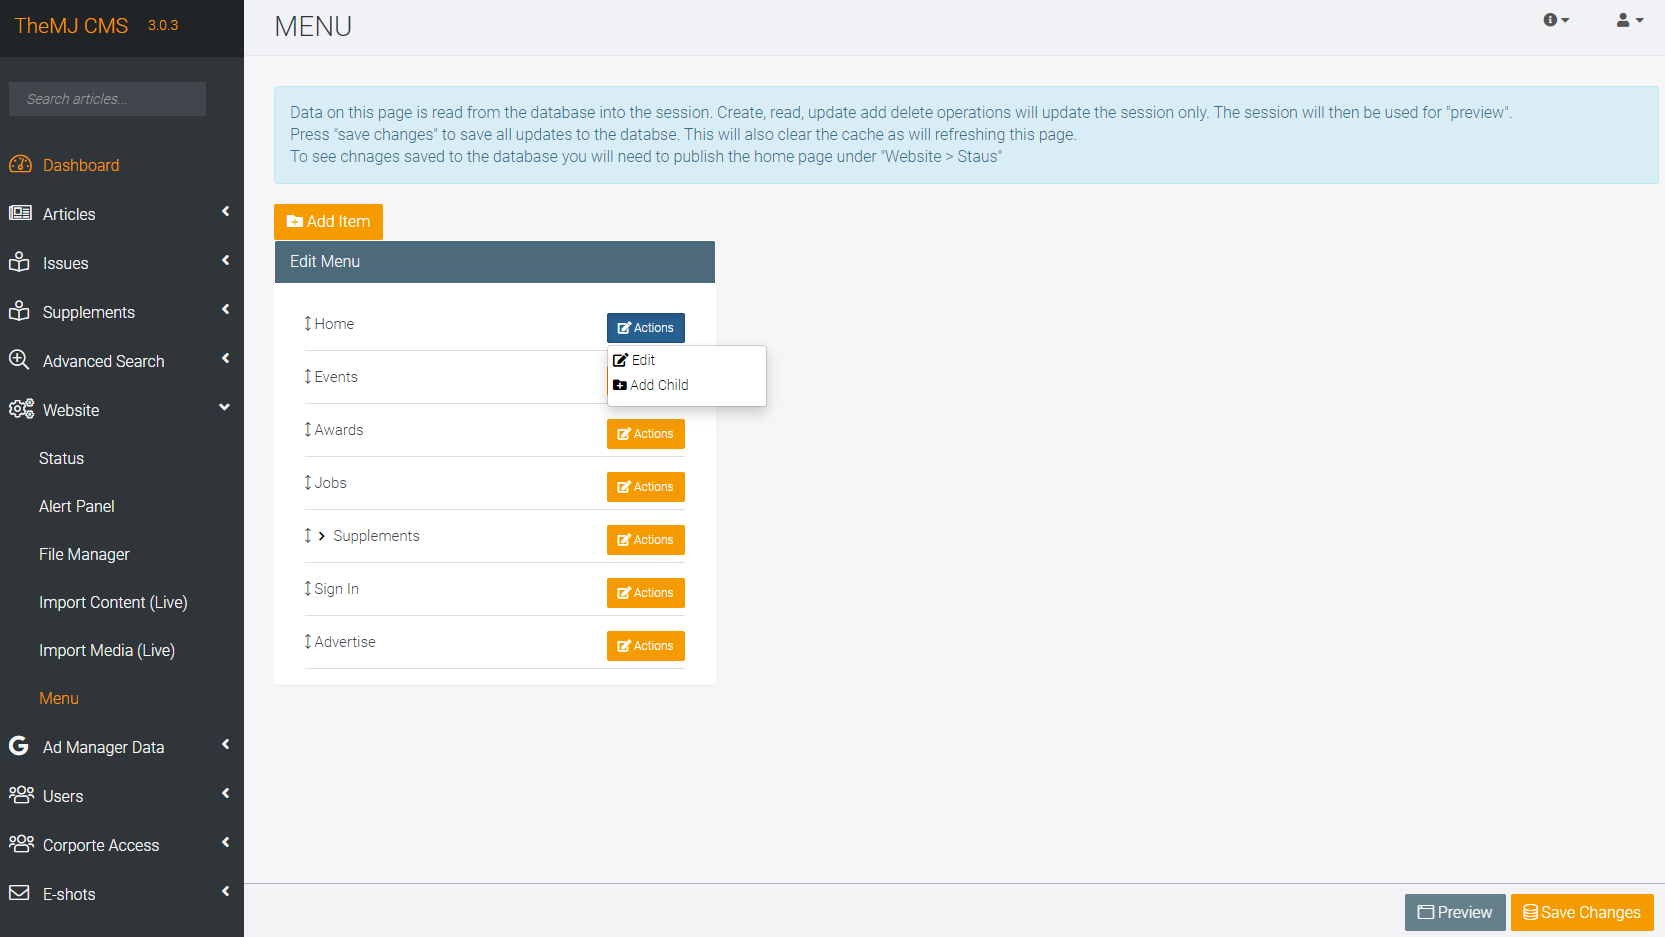 TheMJ CMS 3.0.3
Search articles...
Dashboard
Articles
Issues
Supplements
Advanced Search
Website
Status
Alert Panel
File Manager
Import Content (Live)
Import Media (Live)
Menu
Ad Manager Data
Users
Corporte Access
E-shots
MENU
Data on this page is read from the database into the session. Create, read, update add delete operations will update the session only. The session will then be used for "preview".
Press "save changes" to save all updates to the databse. This will also clear the cache as will refreshing this page.
To see chnages saved to the database you will need to publish the home page under "Website > Staus"
Add Item
Edit Menu
Home Actions
Edit
Add Child
Events
Awards Actions
Jobs Actions
Supplements Actions
Sign In Actions
Advertise Actions
Preview Save Changes